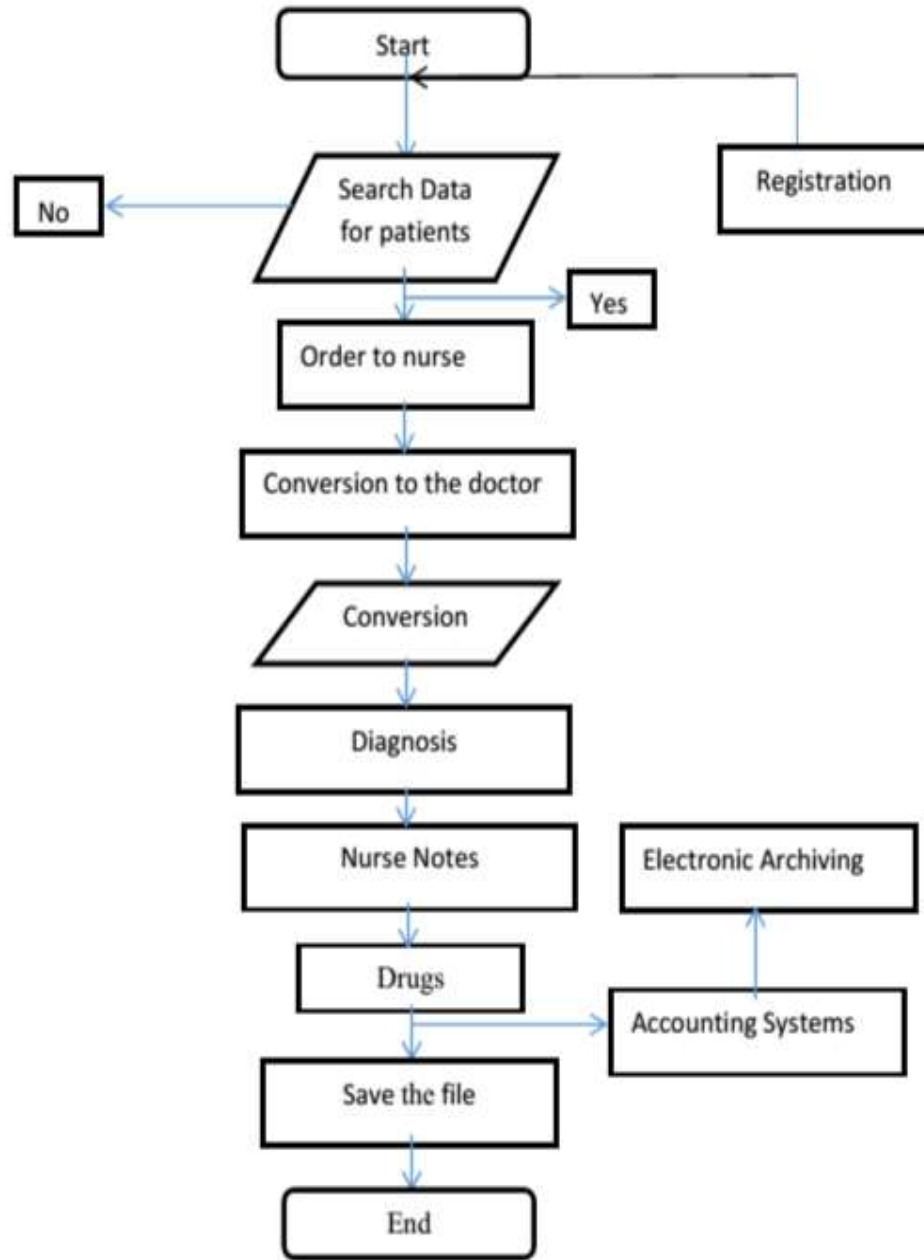 Start
Registration
Search Data
for patients
No
Yes
Order to nurse
Conversion to the doctor
Conversion
Diagnosis
Nurse Notes
Electronic Archiving
Drugs
Accounting Systems
Save the file
End